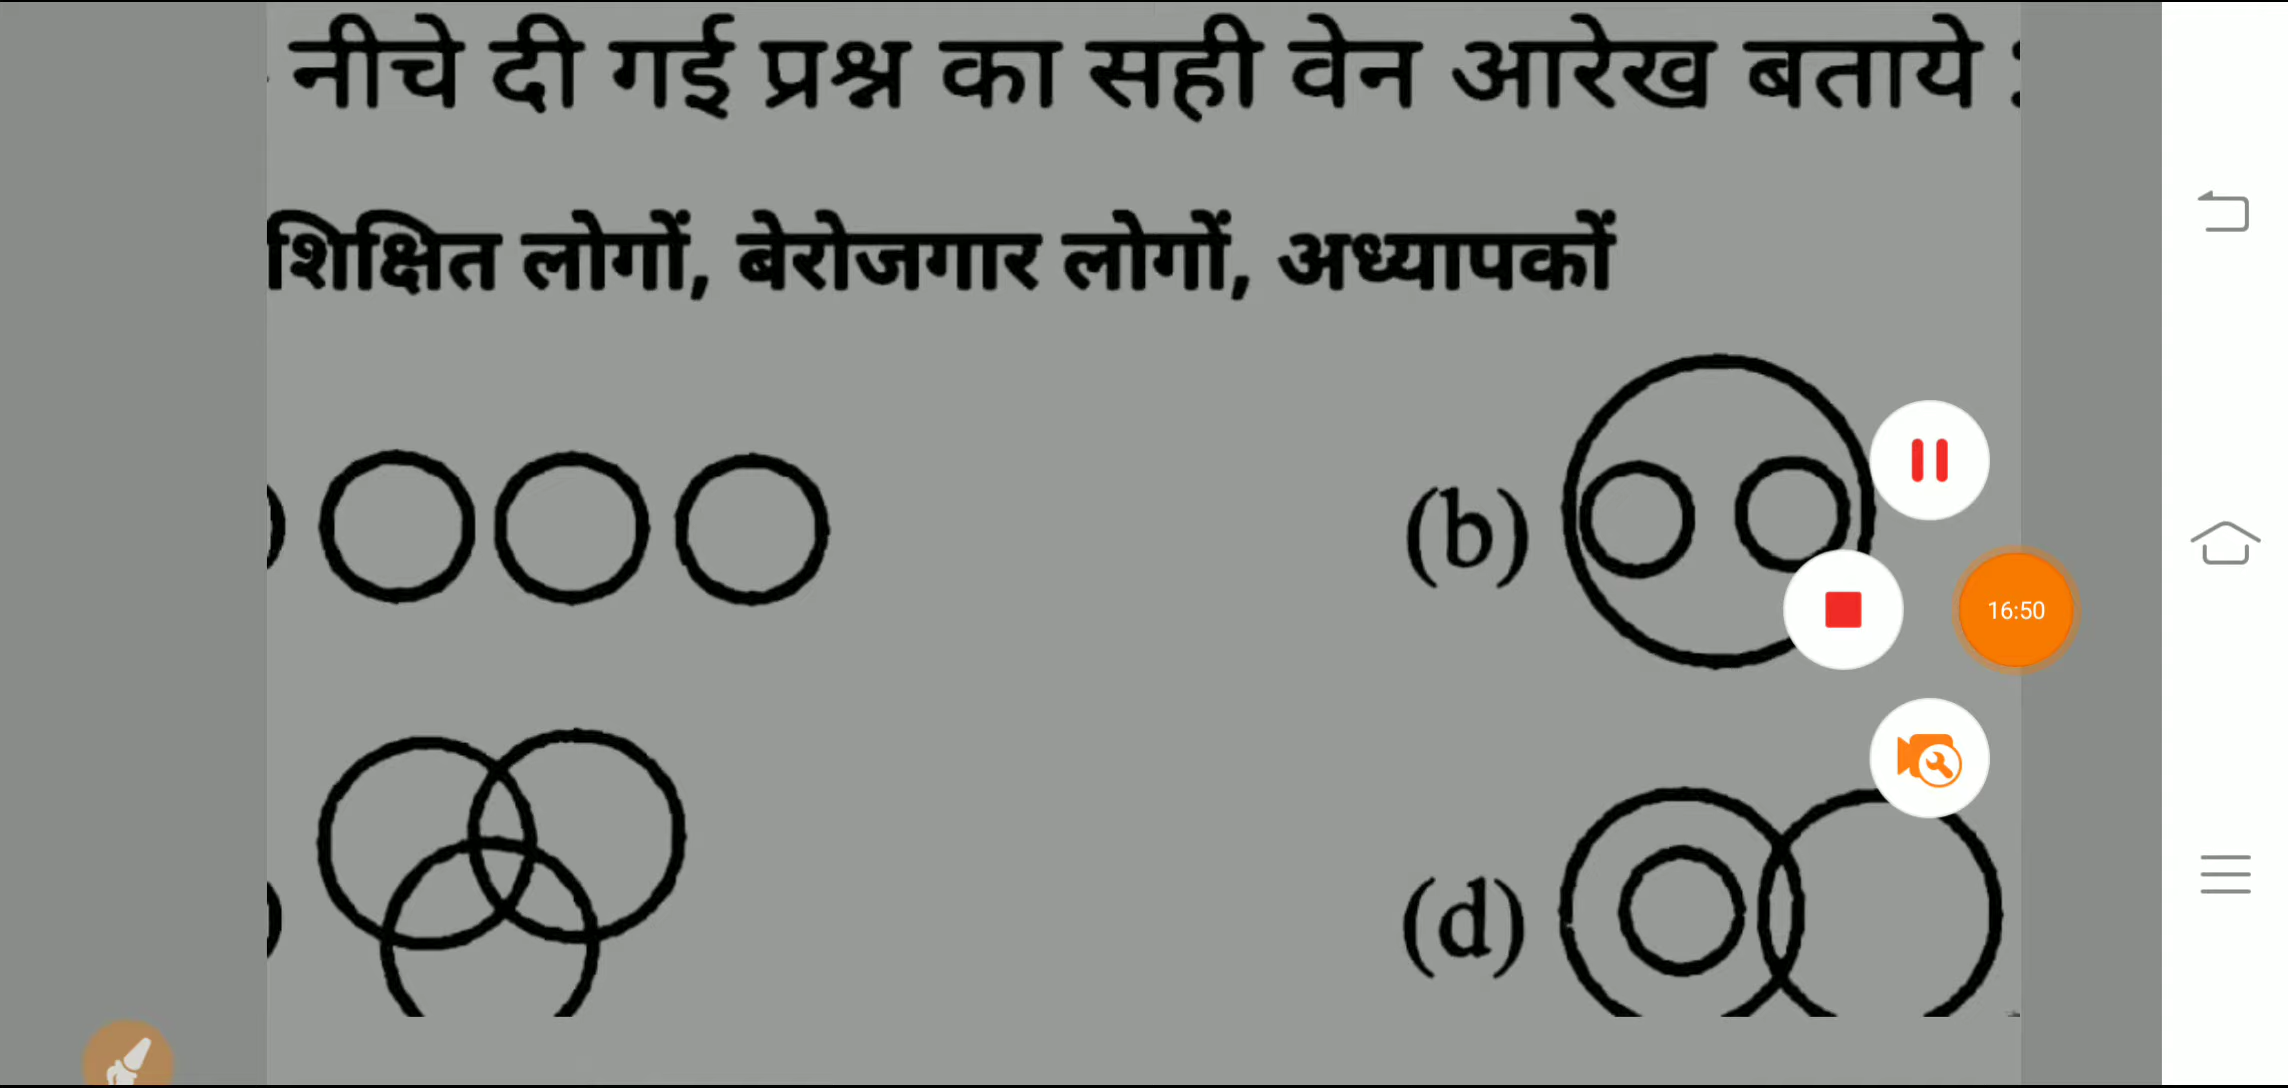 नीचे दी गई प्रश्न का सही वेन आरेख बताये :
शिक्षित लोगों, बेरोजगार लोगों, अध्यापकों
(b)
16:50
(d)